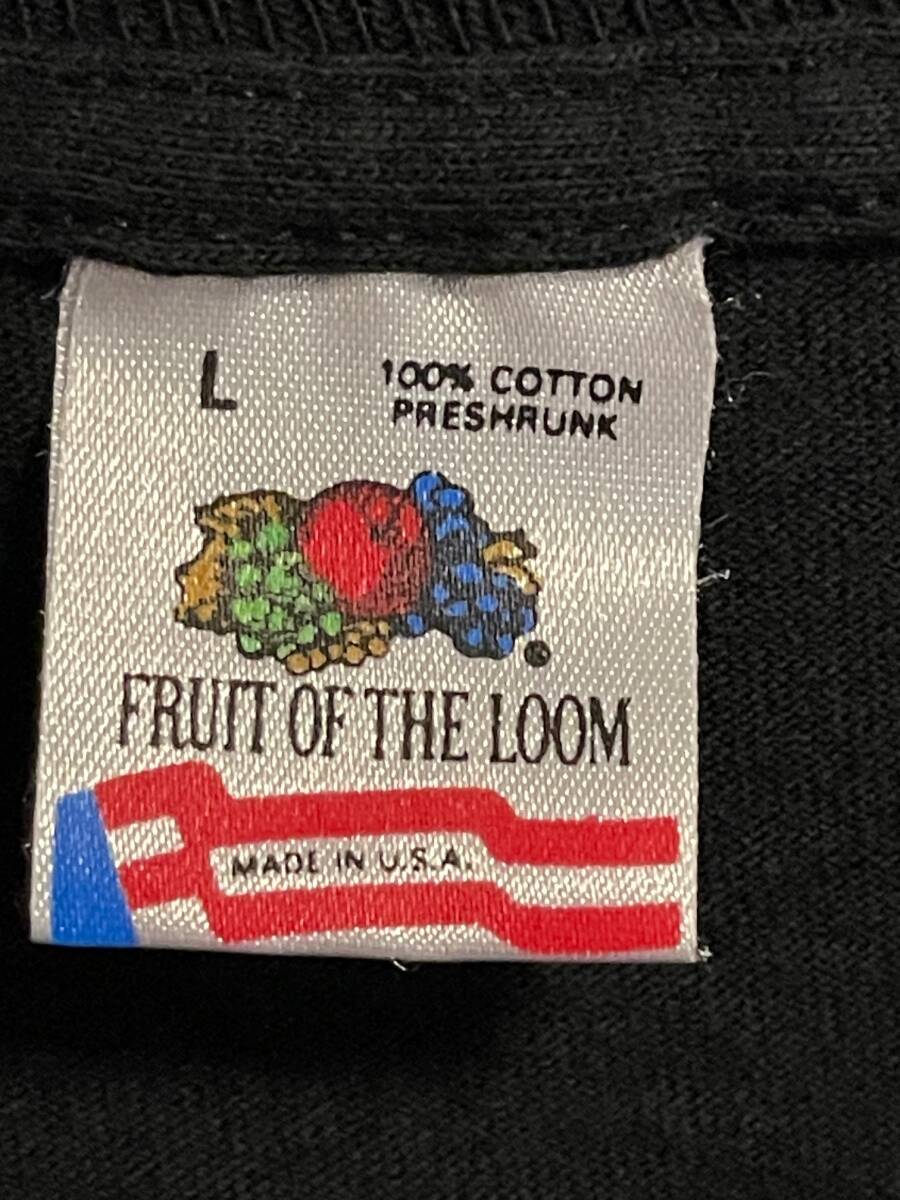 L
100% COTTON
PRESHRUNK
FRUIT OF THE LOOM
MADE IN U.S.A.